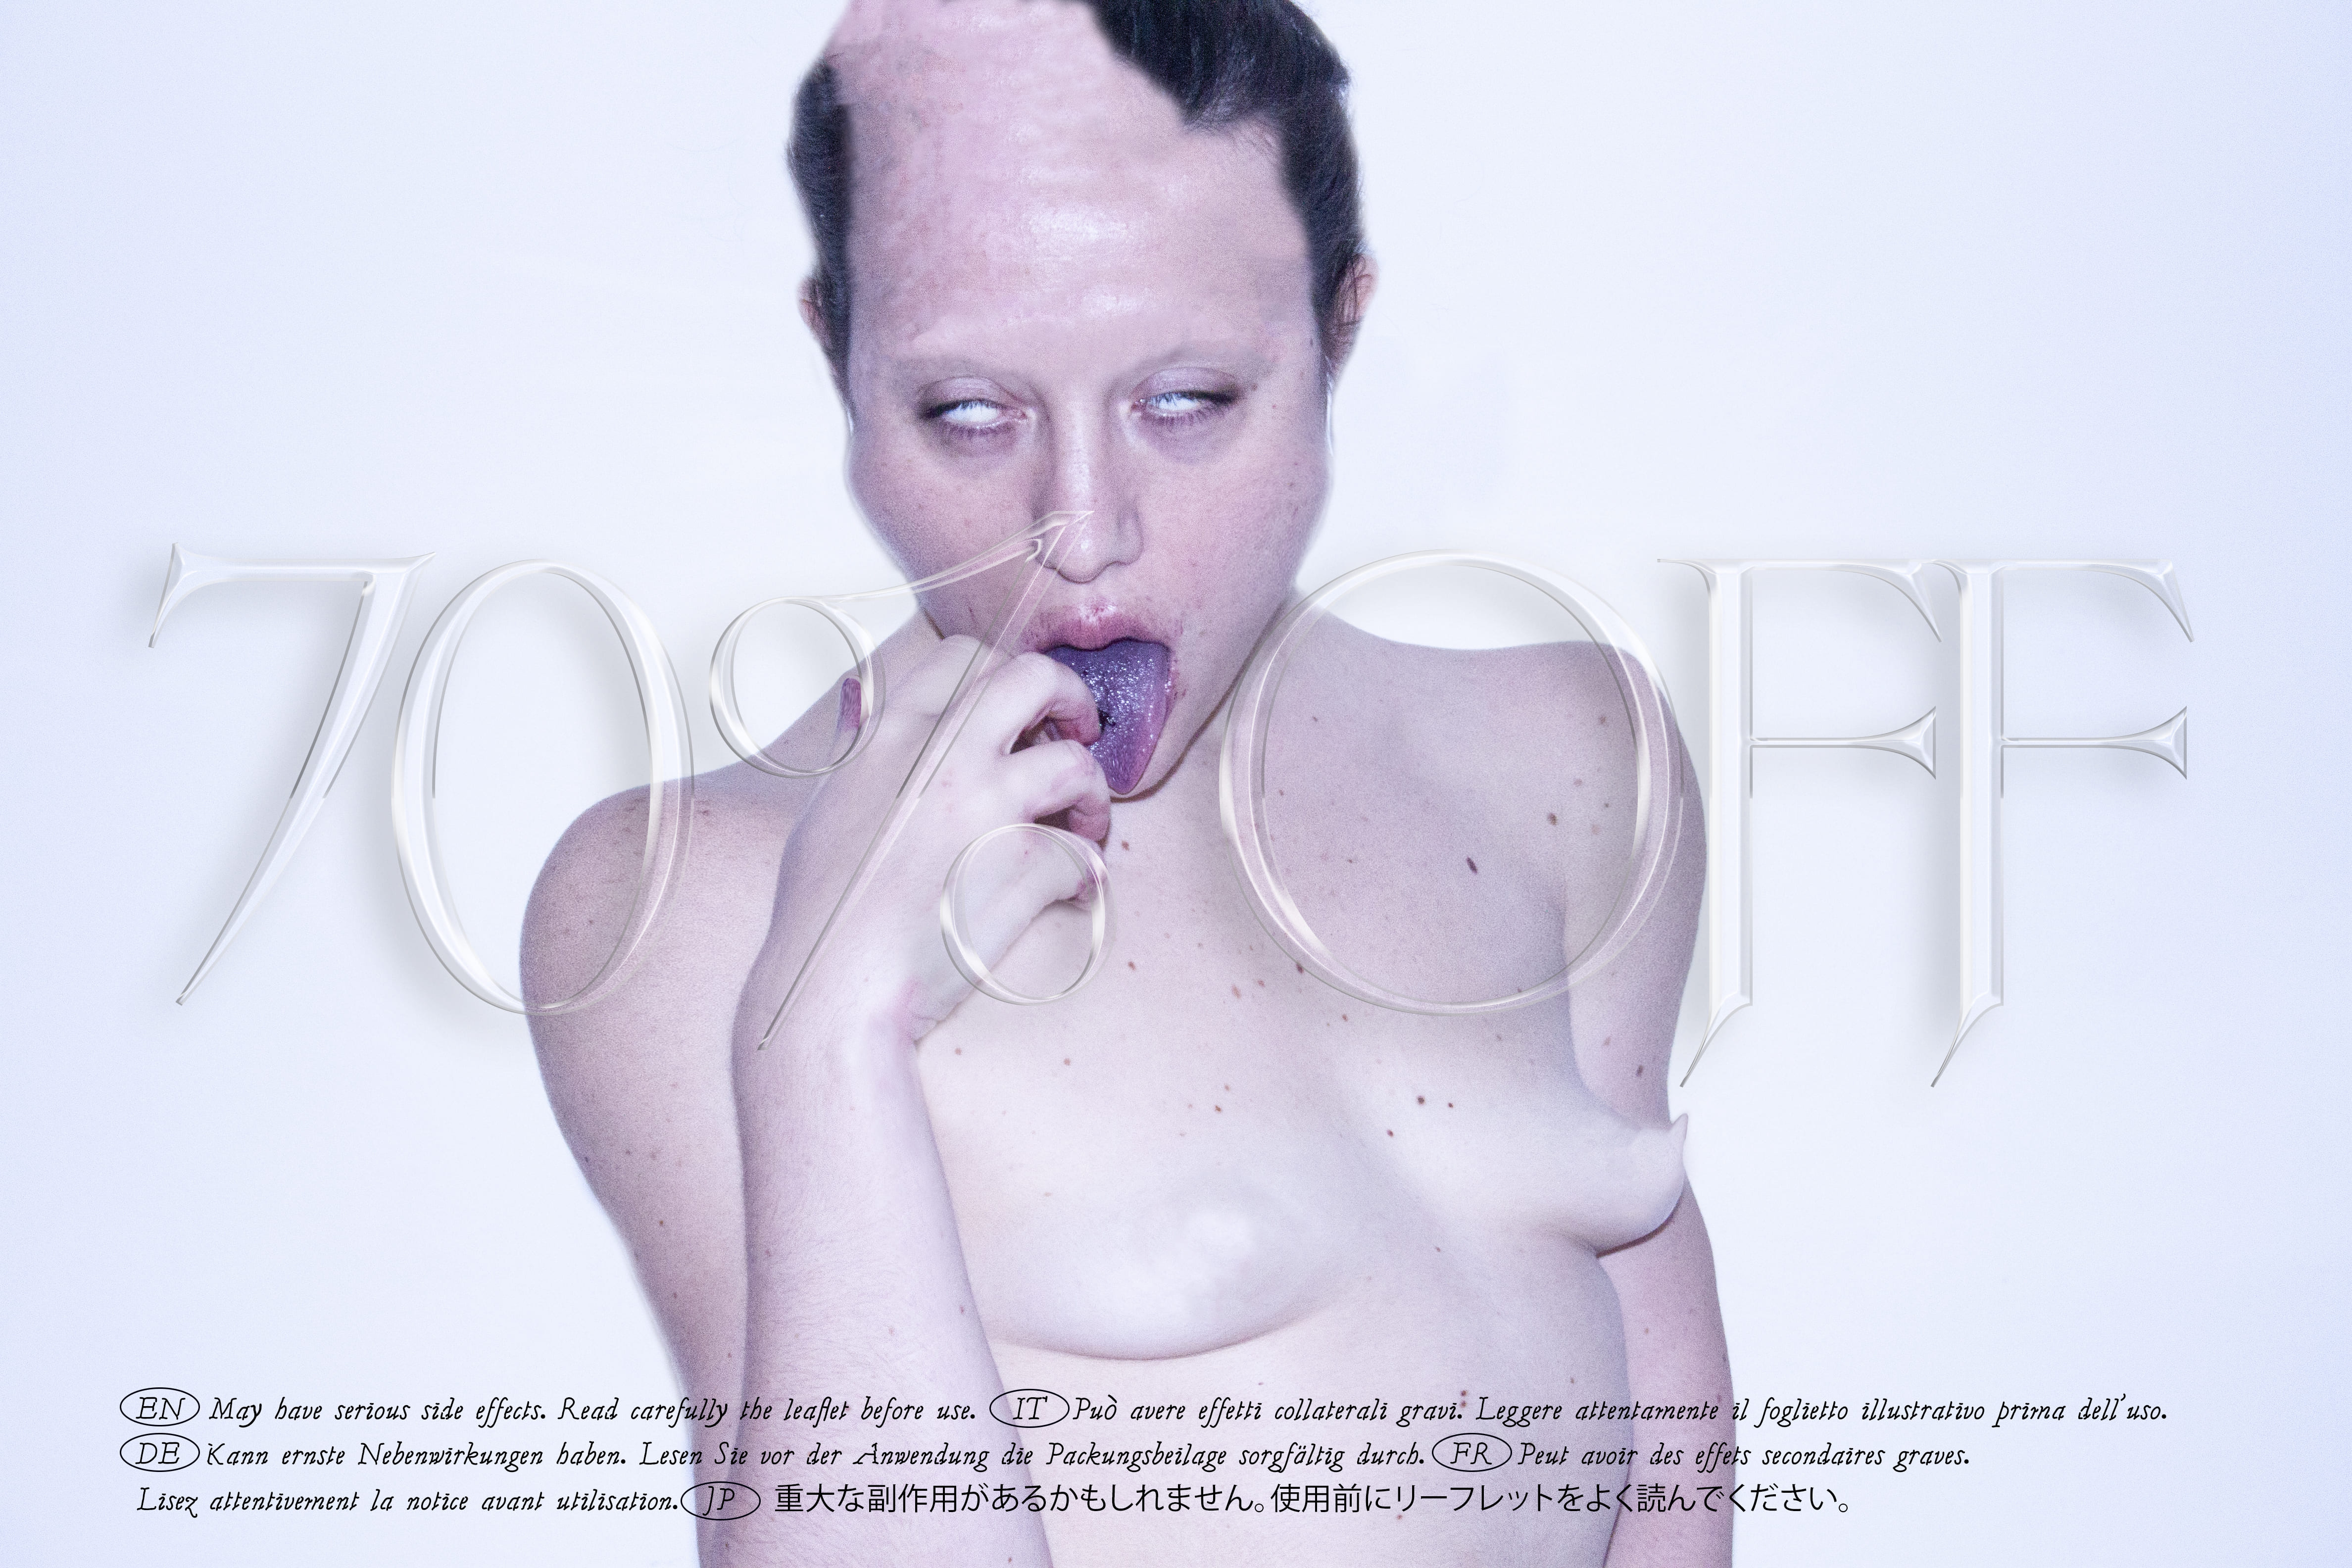 70% OFF
EN May have serious side effects. Read carefully the leaflet before use. IT Può avere effetti collaterali gravi. Leggere attentamente il foglietto illustrativo prima dell'uso.
DE Kann ernste Nebenwirkungen haben. Lesen Sie vor der Anwendung die Packungsbeilage sorgfältig durch. FR Peut avoir des effets secondaires graves.
Lisez attentivement la notice avant utilisation. JP 重大な副作用があるかもしれません。使用前にリーフレットをよく読んでください。